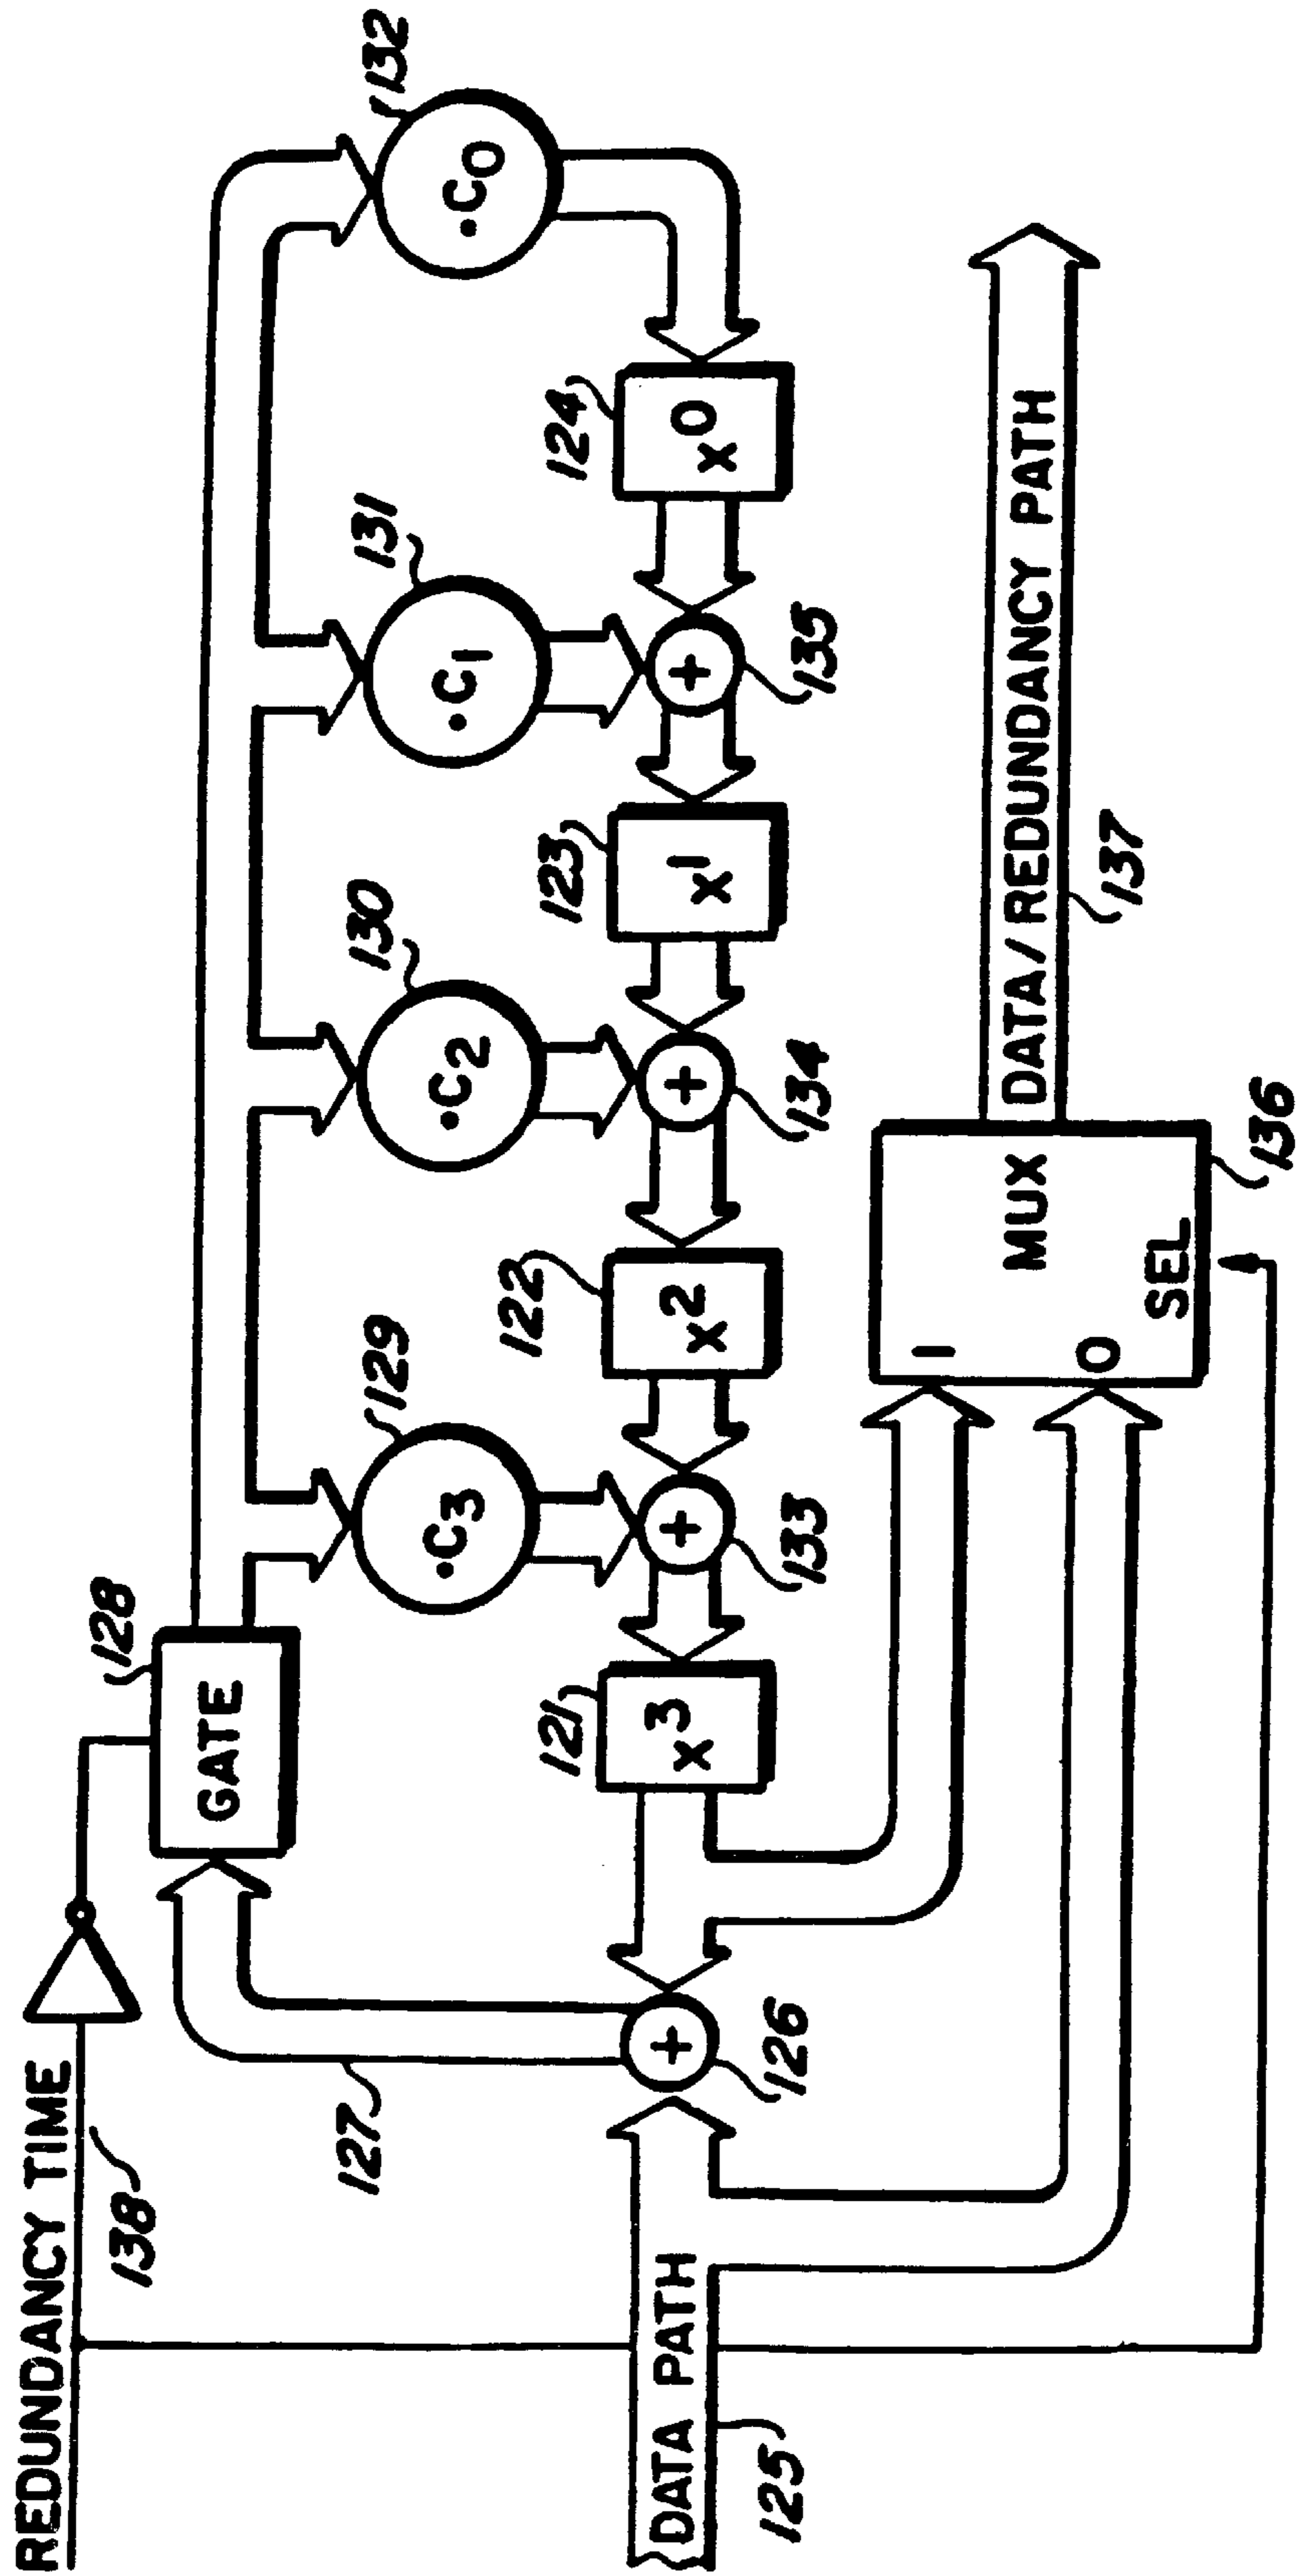 REDUNDANCY TIME
138
128
GATE
127
129
130
131
132
·C3
·C2
·C1
·C0
121
122
123
124
x³
x²
x¹
x⁰
+
+
+
+
126
133
134
135
DATA PATH
125
1
0
MUX
SEL
136
DATA/REDUNDANCY PATH
137